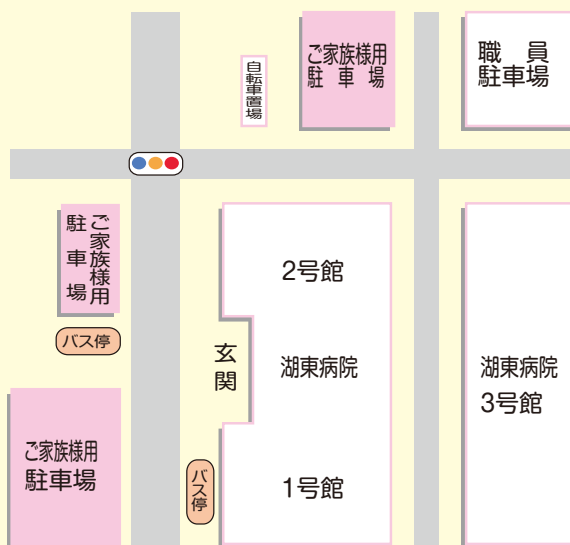 ご家族様用
駐車場
職員
駐車場
自転車置場
ご家族様用
駐車場
バス停
2号館
玄関
湖東病院
湖東病院
3号館
ご家族様用
駐車場
バス停
1号館